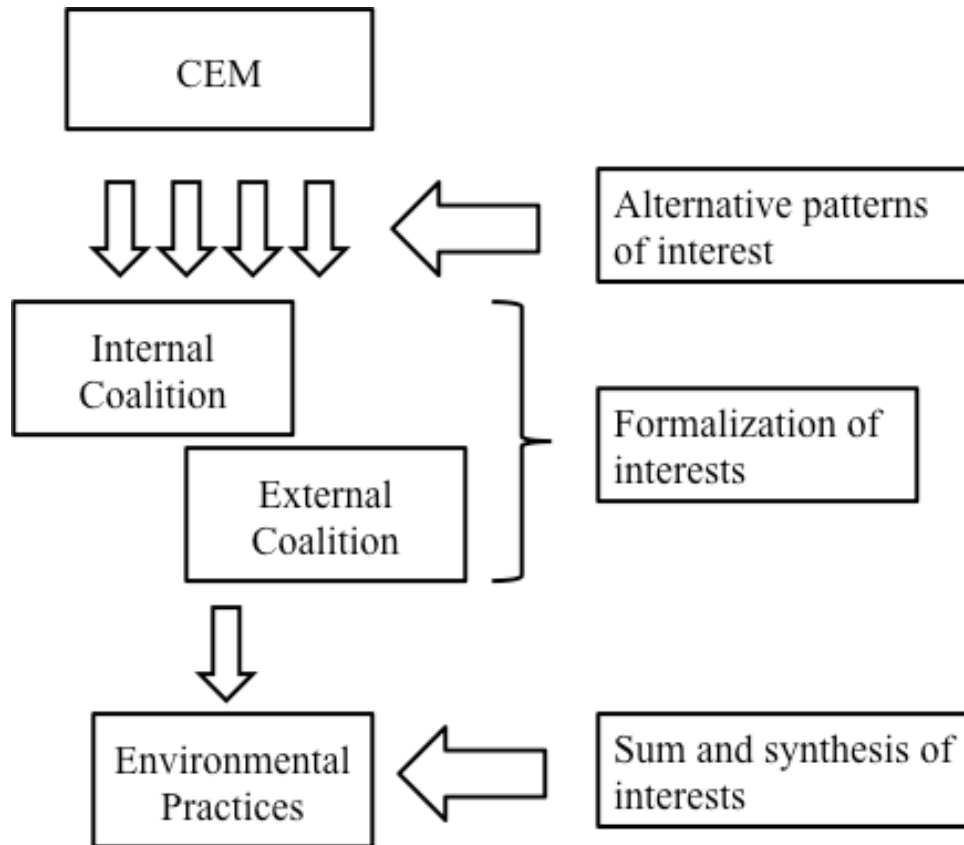 CEM
Alternative patterns
of interest
Internal
Coalition
Formalization of
interests
External
Coalition
Environmental
Practices
Sum and synthesis of
interests